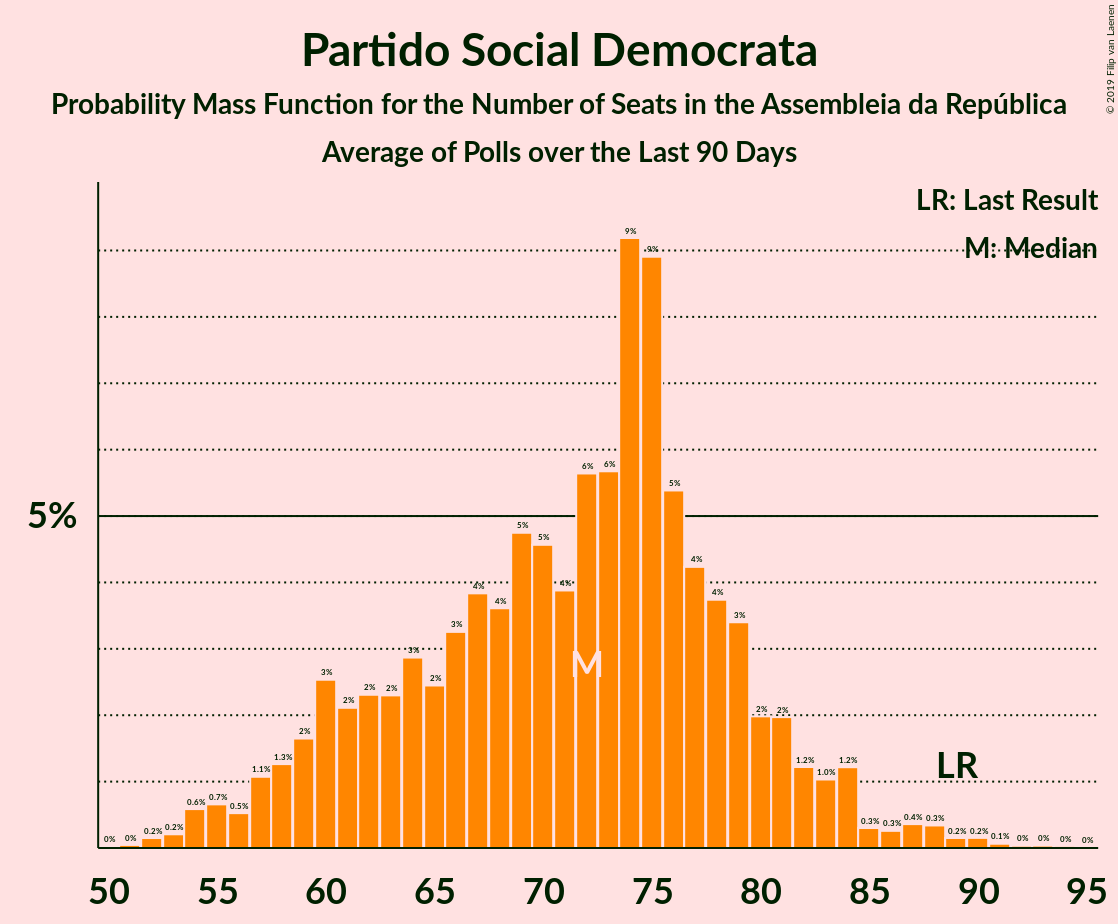 Partido Social Democrata
Probability Mass Function for the Number of Seats in the Assembleia da República
Average of Polls over the Last 90 Days
© 2019 Filip van Laenen
LR: Last Result
M: Median
5%
0% 0% 0.2% 0.2% 0.6% 0.7% 0.5% 1.1% 1.3% 2% 3% 2% 2% 2% 3% 2% 3% 4% 4% 5% 5% 4% 6% 6% 9% 9% 5% 4% 4% 3% 2% 2% 1.2% 1.0% 1.2% 0.3% 0.3% 0.4% 0.3% 0.2% 0.2% 0.1% 0% 0% 0% 0%
M
LR
50 55 60 65 70 75 80 85 90 95